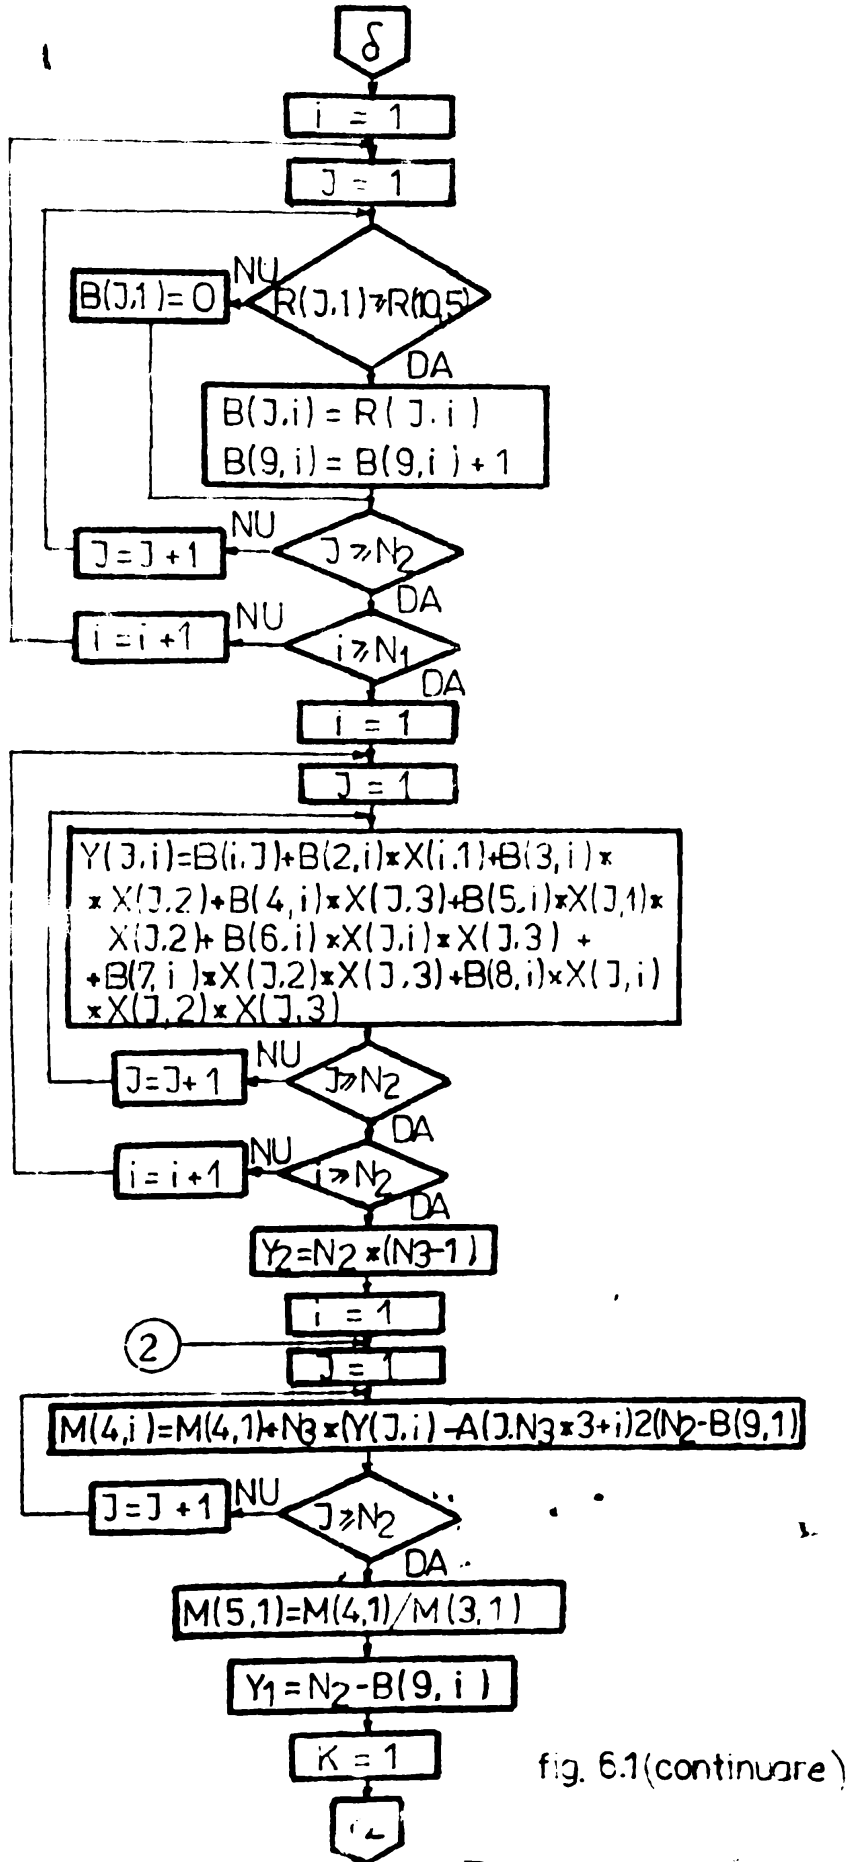 δ
i = 1
J = 1
NU
B(J,1)=0
R(J,1)⩾R(10,5)
DA
B(J,i) = R(J.i)
B(9,i) = B(9,i)+1
NU
J=J+1
J⩾N2
DA
NU
i=i+1
i⩾N1
DA
i = 1
J = 1
Y(J,i)=B(i,J)+B(2,i)*X(i,1)+B(3,i)*
*X(J,2)+B(4,i)*X(J,3)+B(5,i)*X(J,1)*
X(J,2)+B(6,i)*X(J,i)*X(J,3)+
+B(7,i)*X(J,2)*X(J,3)+B(8,i)*X(J,i)
*X(J,2)*X(J,3)
NU
J=J+1
J⩾N2
DA
NU
i=i+1
i⩾N2
DA
Y2=N2*(N3-1)
i = 1
2
J = 1
M(4,i)=M(4,1)+N3*(Y(J,i)-A(J.N3*3+i)2(N2-B(9,1)
NU
J=J+1
J⩾N2
DA
M(5,1)=M(4,1)/M(3,1)
Y1=N2-B(9,i)
K = 1
fig. 6.1(continuare)